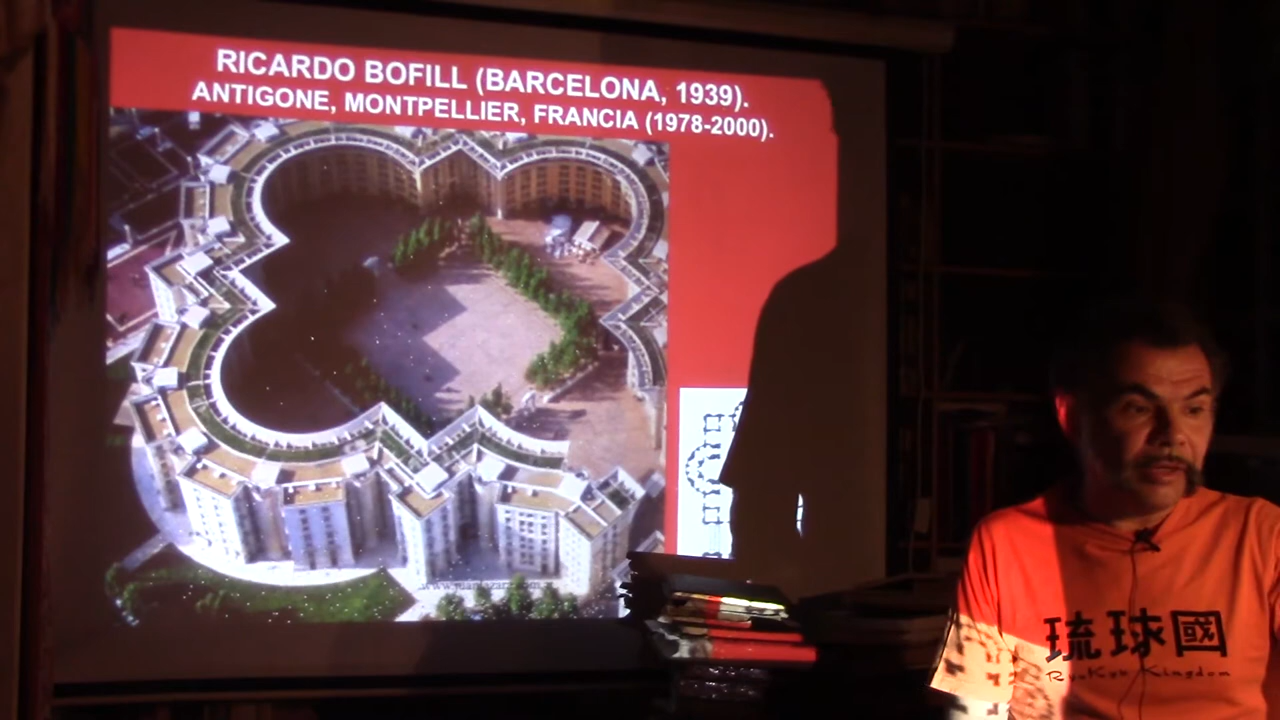 RICARDO BOFILL (BARCELONA, 1939).
ANTIGONE, MONTPELLIER, FRANCIA (1978-2000).
琉球國
RyuKyu Kingdom